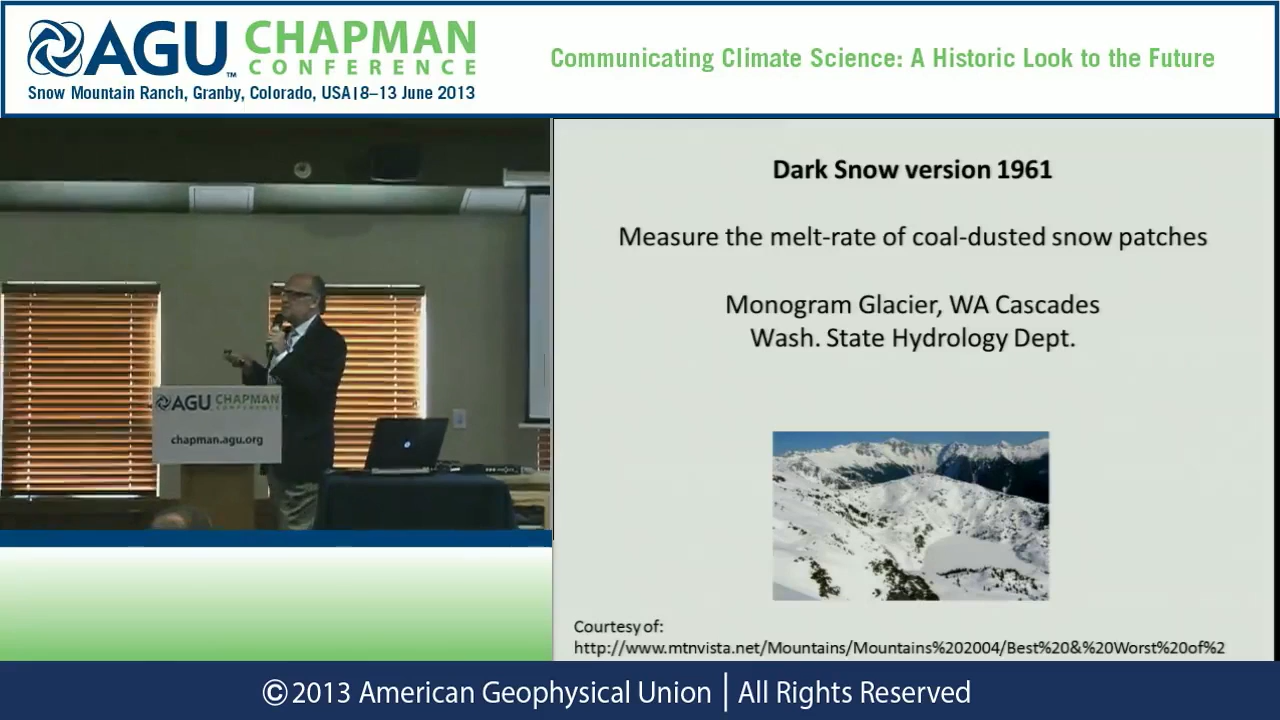 AGU™ CHAPMAN
CONFERENCE
Snow Mountain Ranch, Granby, Colorado, USA | 8–13 June 2013
Communicating Climate Science: A Historic Look to the Future
Dark Snow version 1961
Measure the melt-rate of coal-dusted snow patches
Monogram Glacier, WA Cascades
Wash. State Hydrology Dept.
AGU CHAPMAN
CONFERENCE
chapman.agu.org
Courtesy of:
http://www.mtnvista.net/Mountains/Mountains%202004/Best%20&%20Worst%20of%2
©2013 American Geophysical Union | All Rights Reserved